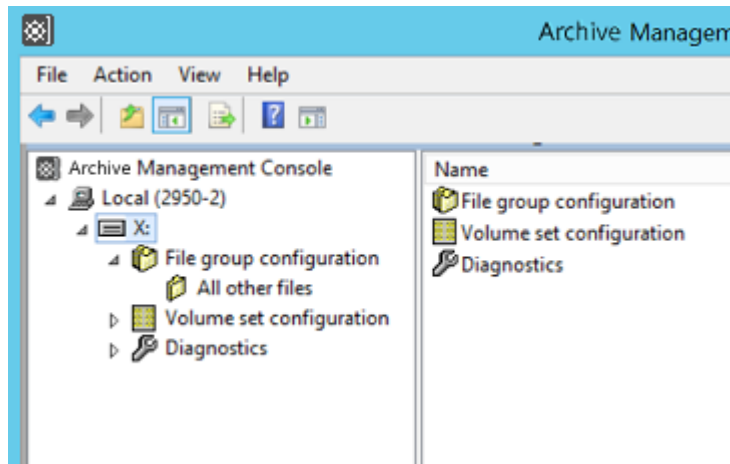 Archive Managem
File Action View Help
Archive Management Console
Local (2950-2)
X:
File group configuration
All other files
Volume set configuration
Diagnostics
Name
File group configuration
Volume set configuration
Diagnostics